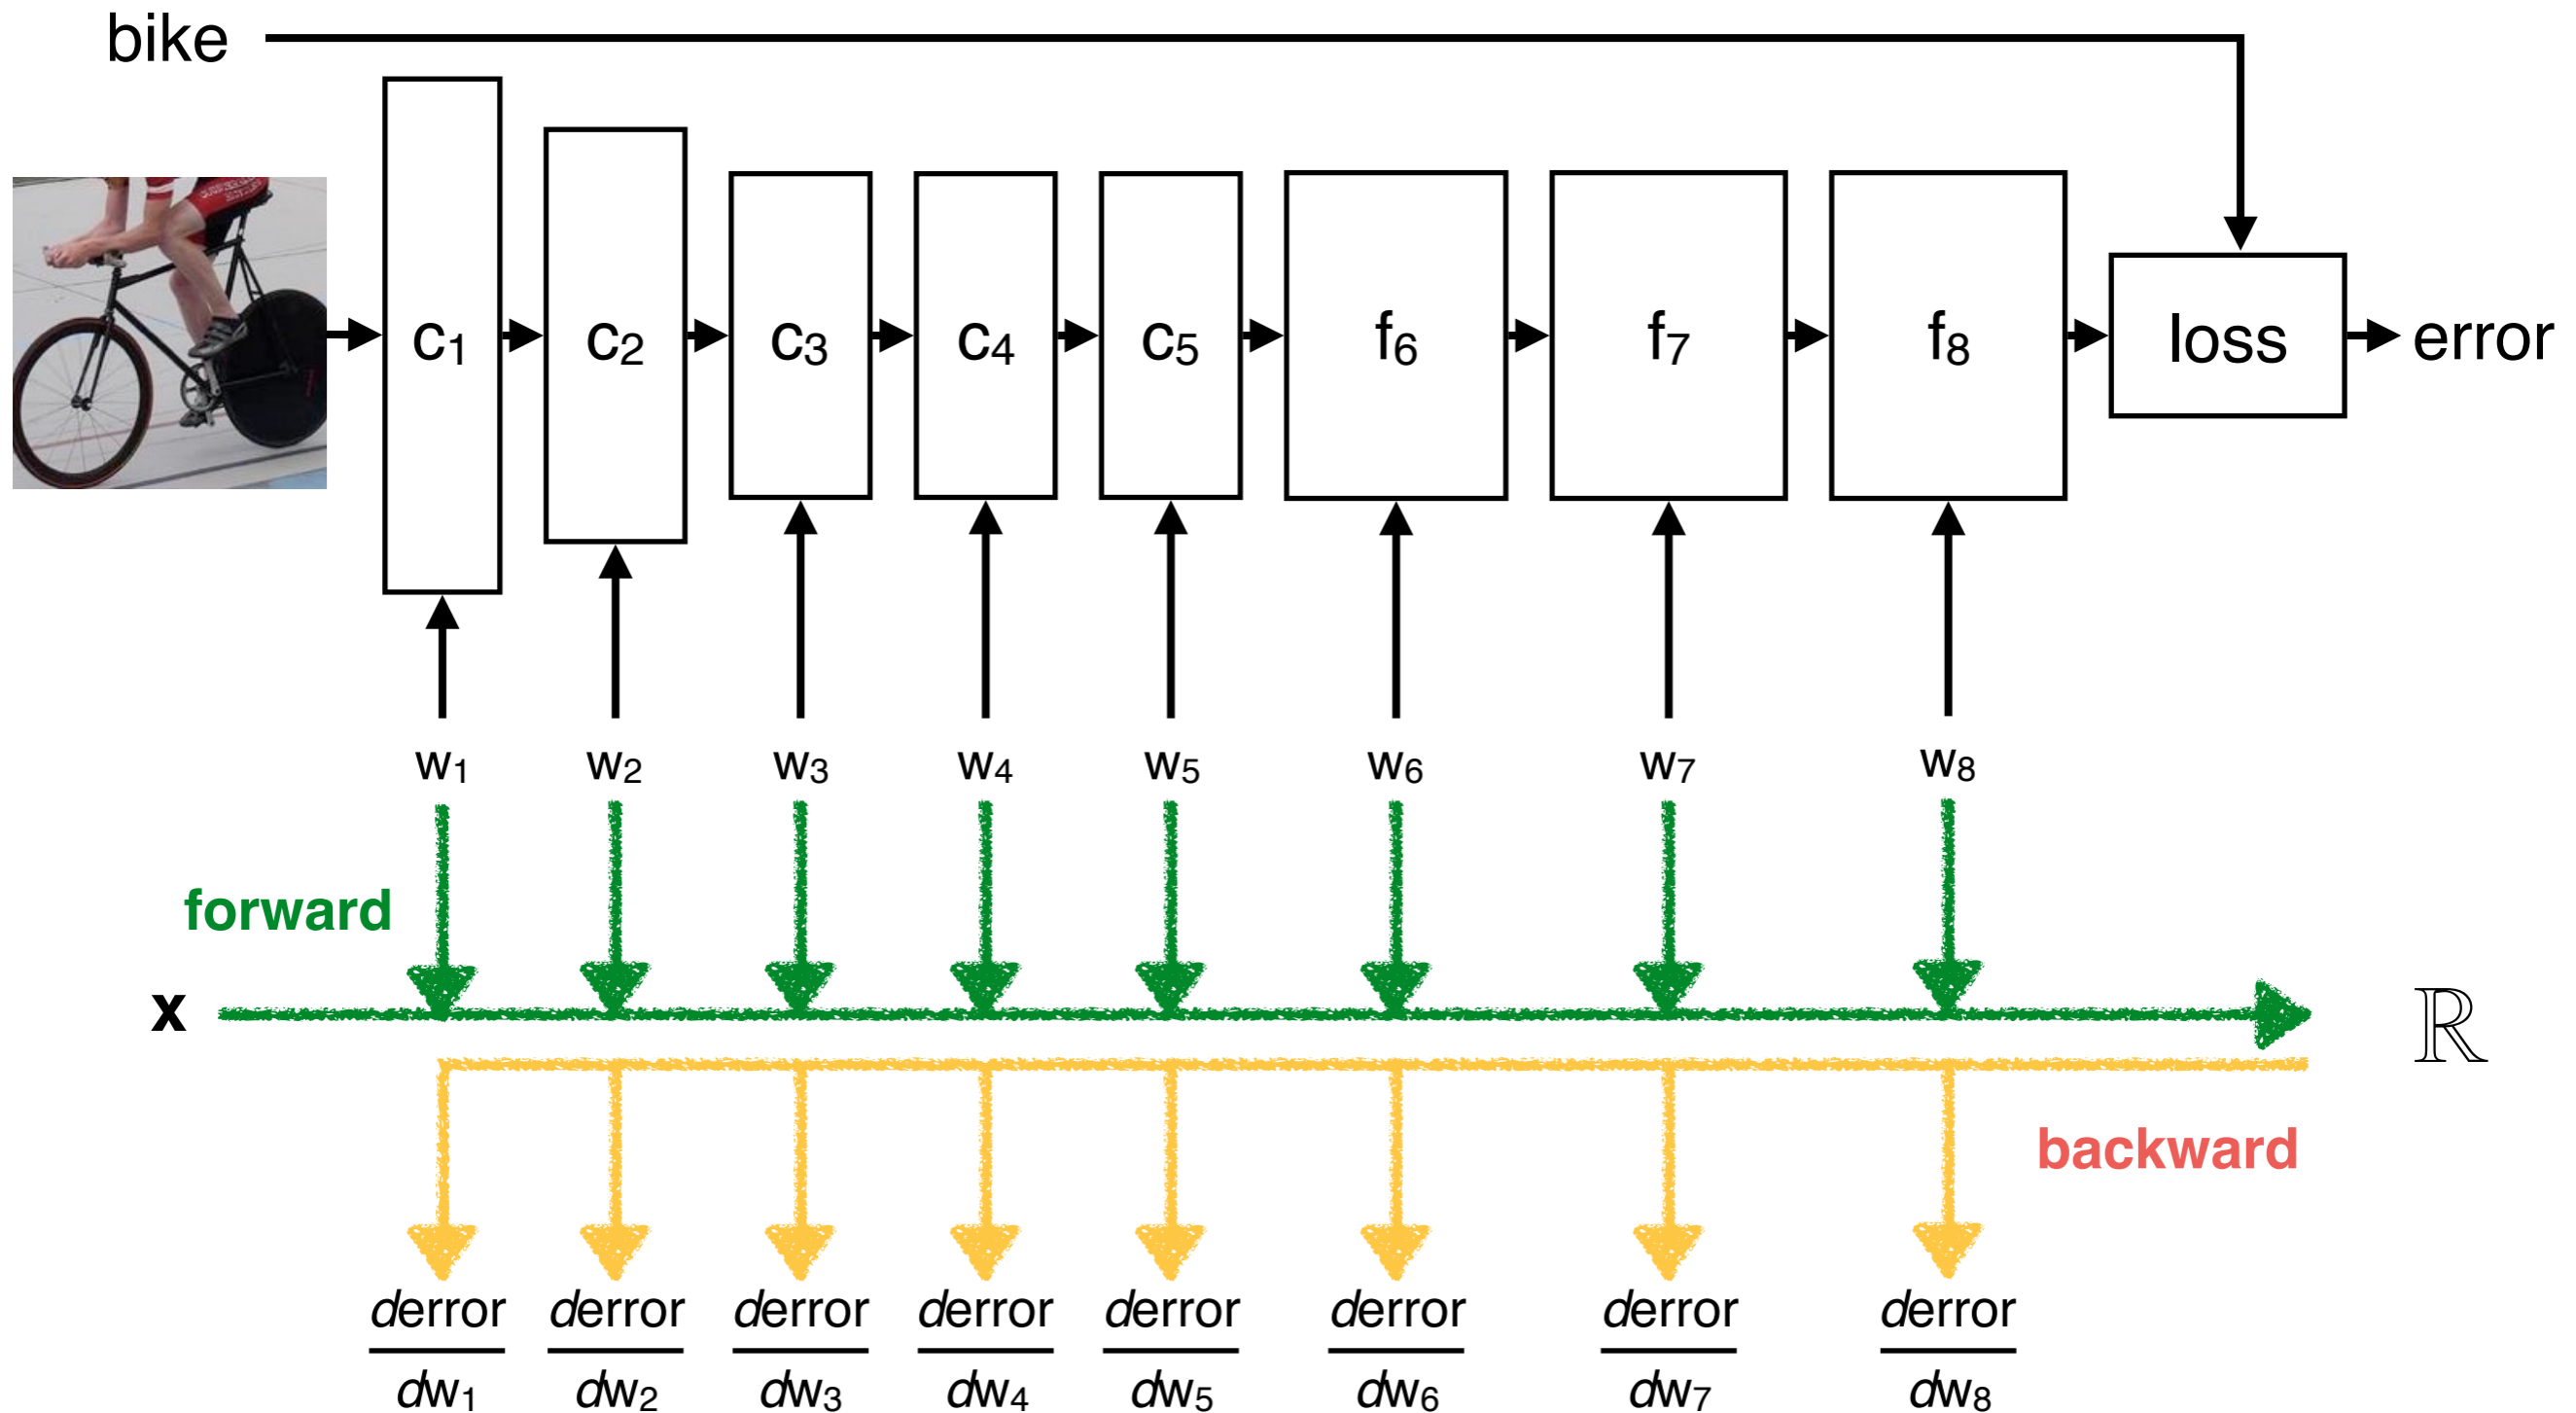 bike
c1 c2 c3 c4 c5 f6 f7 f8 loss error
w1 w2 w3 w4 w5 w6 w7 w8
forward
x ℝ
backward
derror derror derror derror derror derror derror derror
dw1 dw2 dw3 dw4 dw5 dw6 dw7 dw8